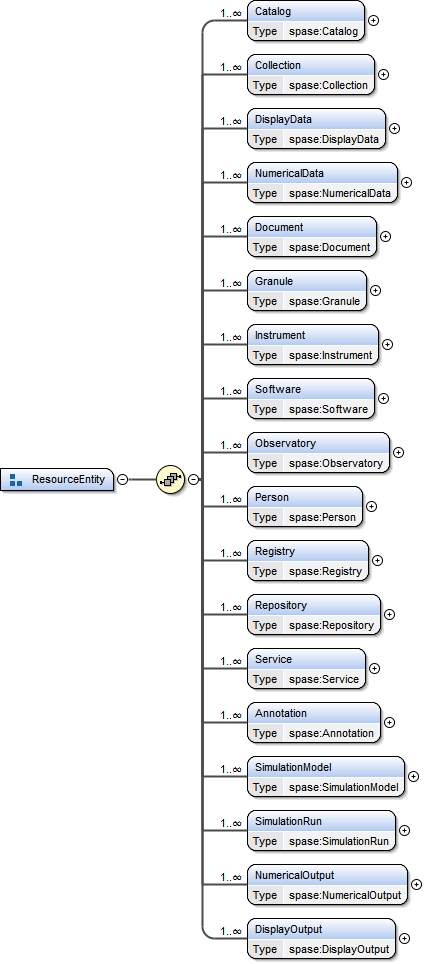 1..∞ Catalog
Type spase:Catalog
1..∞ Collection
Type spase:Collection
1..∞ DisplayData
Type spase:DisplayData
1..∞ NumericalData
Type spase:NumericalData
1..∞ Document
Type spase:Document
1..∞ Granule
Type spase:Granule
1..∞ Instrument
Type spase:Instrument
1..∞ Software
Type spase:Software
1..∞ Observatory
Type spase:Observatory
ResourceEntity
1..∞ Person
Type spase:Person
1..∞ Registry
Type spase:Registry
1..∞ Repository
Type spase:Repository
1..∞ Service
Type spase:Service
1..∞ Annotation
Type spase:Annotation
1..∞ SimulationModel
Type spase:SimulationModel
1..∞ SimulationRun
Type spase:SimulationRun
1..∞ NumericalOutput
Type spase:NumericalOutput
1..∞ DisplayOutput
Type spase:DisplayOutput